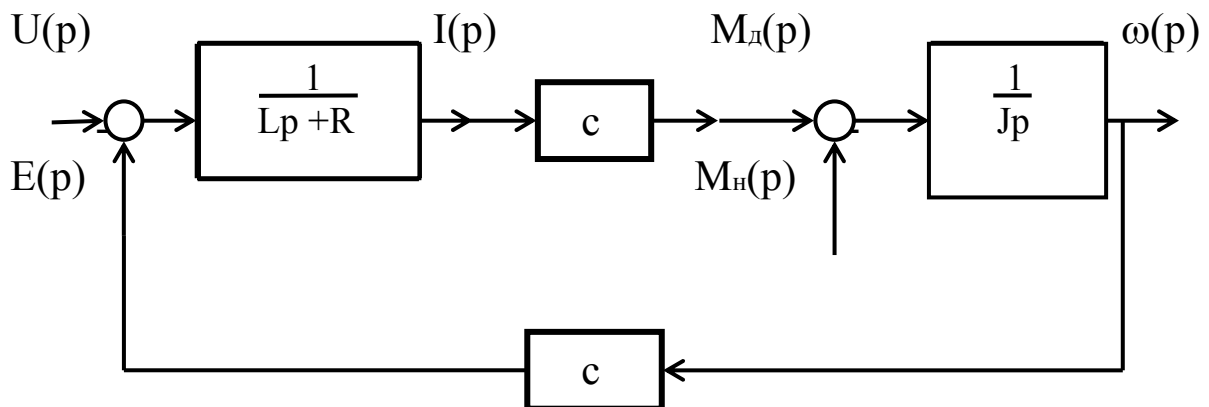 U(p)
I(p)
Mд(p)
ω(p)
1
Lp +R
c
1
Jp
-
-
E(p)
Mн(p)
c